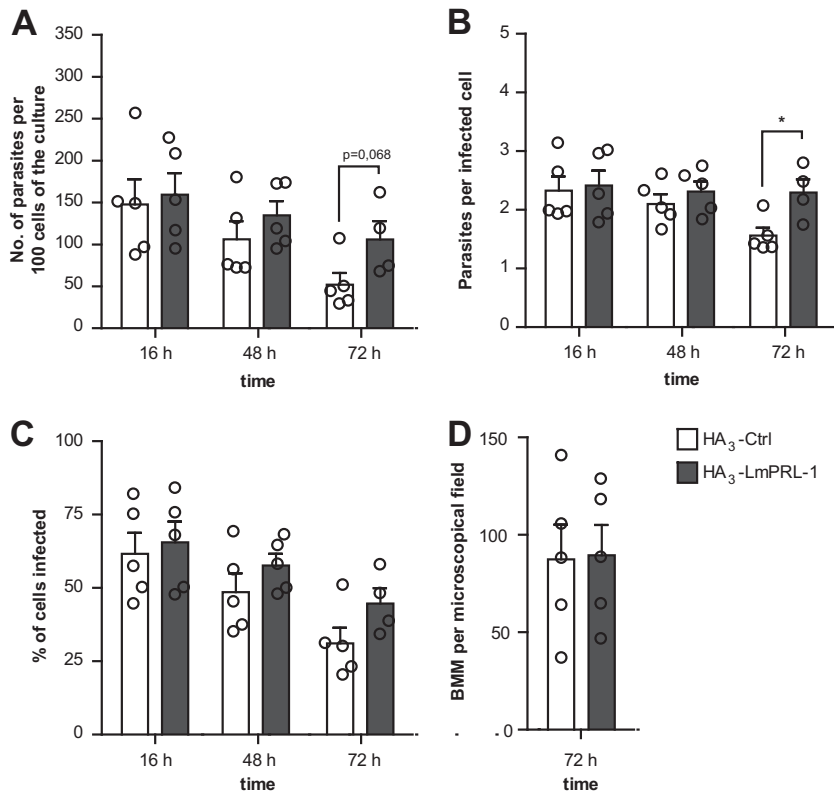 A
No. of parasites per
100 cells of the culture
350
300
250
200
150
100
50
0
p=0,068
16 h
48 h
72 h
time
B
Parasites per infected cell
5
4
3
2
1
0
*
16 h
48 h
72 h
time
C
% of cells infected
100
75
50
25
0
16 h
48 h
72 h
time
D
BMM per microscopical field
150
100
50
0
72 h
time
HA3-Ctrl
HA3-LmPRL-1